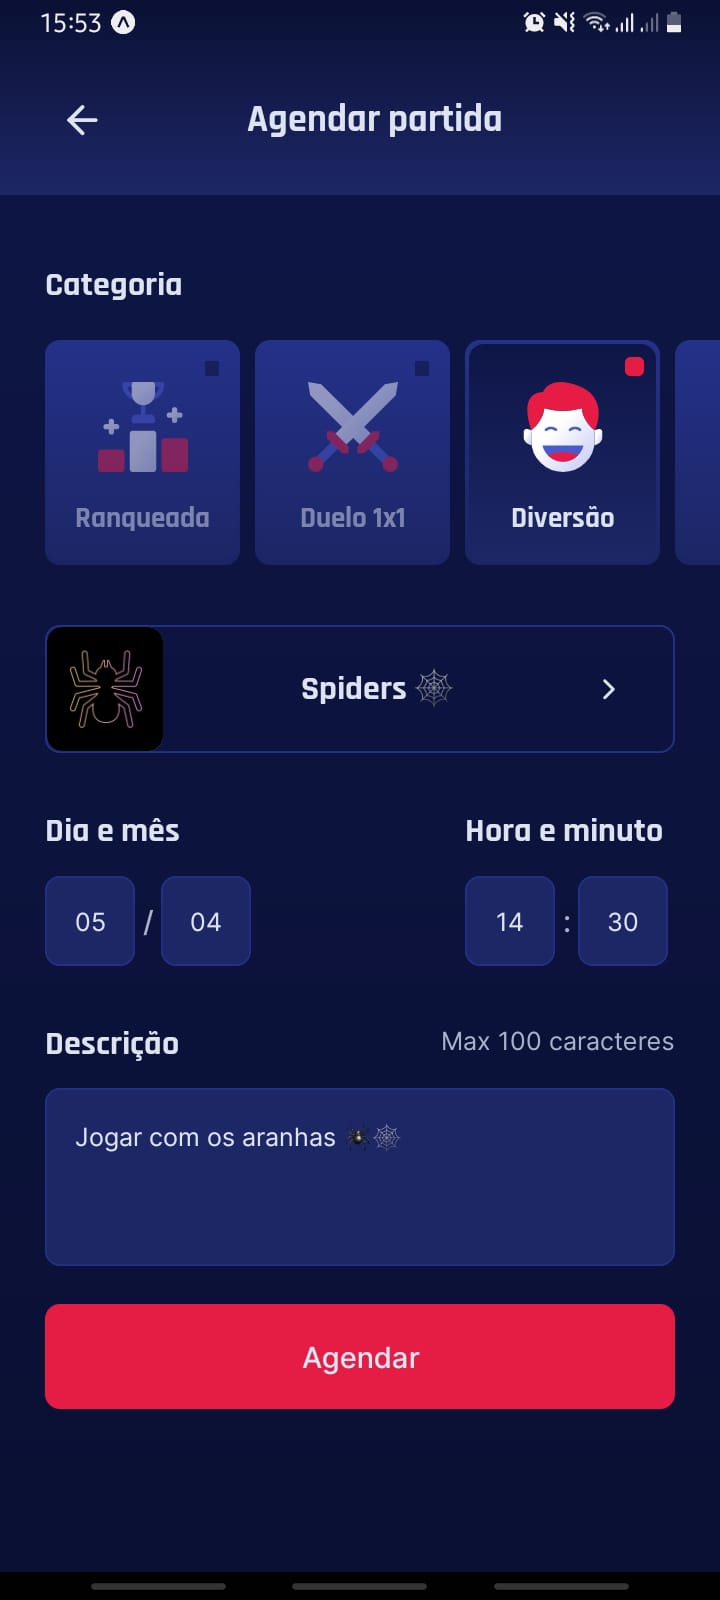 15:53
Agendar partida
Categoria
Ranqueada
Duelo 1x1
Diversão
Spiders 🕸
Dia e mês
Hora e minuto
05 / 04
14 : 30
Descrição
Max 100 caracteres
Jogar com os aranhas 🕷🕸
Agendar